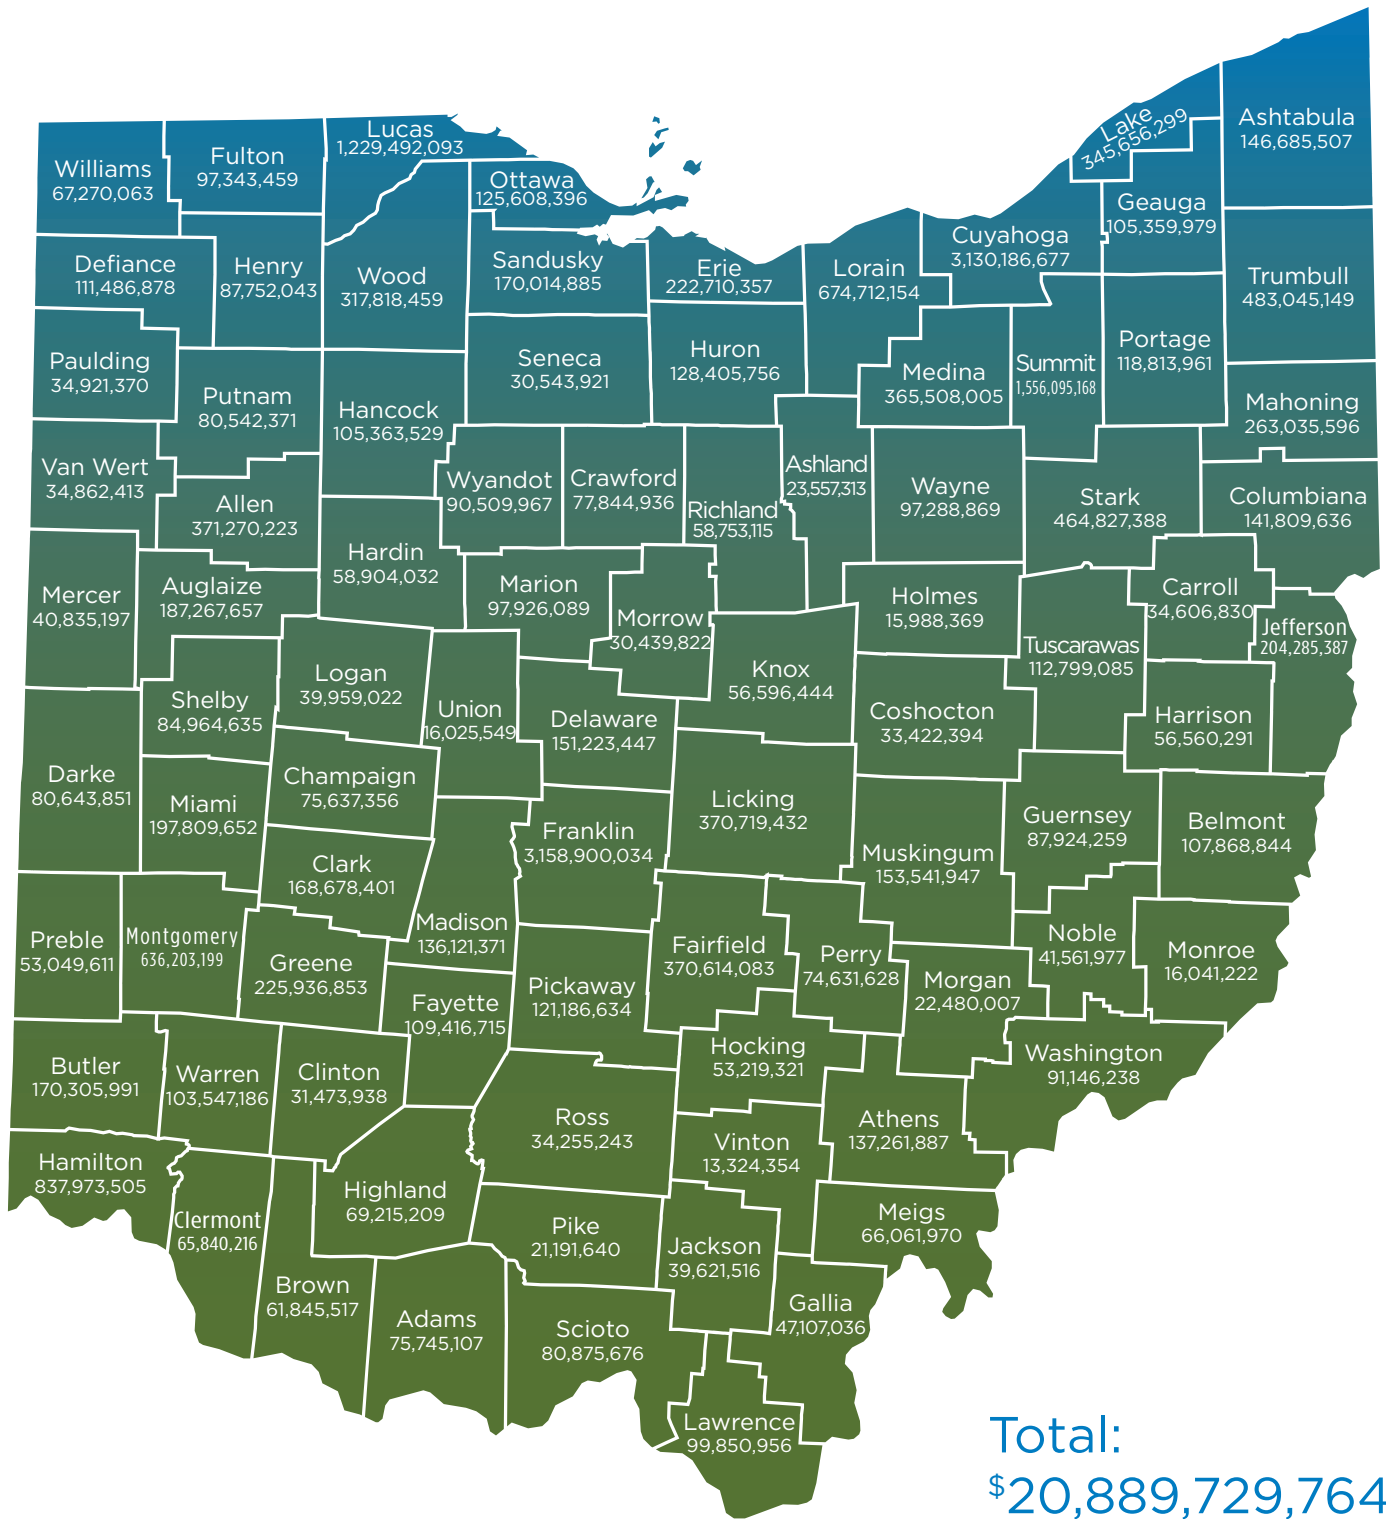 Lucas
1,229,492,093
Williams
67,270,063
Fulton
97,343,459
Ottawa
125,608,396
Lake
345,656,299
Ashtabula
146,685,507
Geauga
105,359,979
Defiance
111,486,878
Henry
87,752,043
Wood
317,818,459
Sandusky
170,014,885
Erie
222,710,357
Lorain
674,712,154
Cuyahoga
3,130,186,677
Trumbull
483,045,149
Paulding
34,921,370
Putnam
80,542,371
Hancock
105,363,529
Seneca
30,543,921
Huron
128,405,756
Medina
365,508,005
Summit
1,556,095,168
Portage
118,813,961
Mahoning
263,035,596
Van Wert
34,862,413
Allen
371,270,223
Wyandot
90,509,967
Crawford
77,844,936
Richland
58,753,115
Ashland
23,557,313
Wayne
97,288,869
Stark
464,827,388
Columbiana
141,809,636
Mercer
40,835,197
Auglaize
187,267,657
Hardin
58,904,032
Marion
97,926,089
Morrow
30,439,822
Holmes
15,988,369
Tuscarawas
112,799,085
Carroll
34,606,830
Jefferson
204,285,387
Shelby
84,964,635
Logan
39,959,022
Union
16,025,549
Delaware
151,223,447
Knox
56,596,444
Coshocton
33,422,394
Harrison
56,560,291
Darke
80,643,851
Miami
197,809,652
Champaign
75,637,356
Franklin
3,158,900,034
Licking
370,719,432
Muskingum
153,541,947
Guernsey
87,924,259
Belmont
107,868,844
Clark
168,678,401
Madison
136,121,371
Preble
53,049,611
Montgomery
636,203,199
Greene
225,936,853
Fayette
109,416,715
Pickaway
121,186,634
Fairfield
370,614,083
Perry
74,631,628
Morgan
22,480,007
Noble
41,561,977
Monroe
16,041,222
Butler
170,305,991
Warren
103,547,186
Clinton
31,473,938
Ross
34,255,243
Hocking
53,219,321
Athens
137,261,887
Washington
91,146,238
Hamilton
837,973,505
Clermont
65,840,216
Highland
69,215,209
Pike
21,191,640
Vinton
13,324,354
Jackson
39,621,516
Meigs
66,061,970
Brown
61,845,517
Adams
75,745,107
Scioto
80,875,676
Gallia
47,107,036
Lawrence
99,850,956
Total:
$20,889,729,764